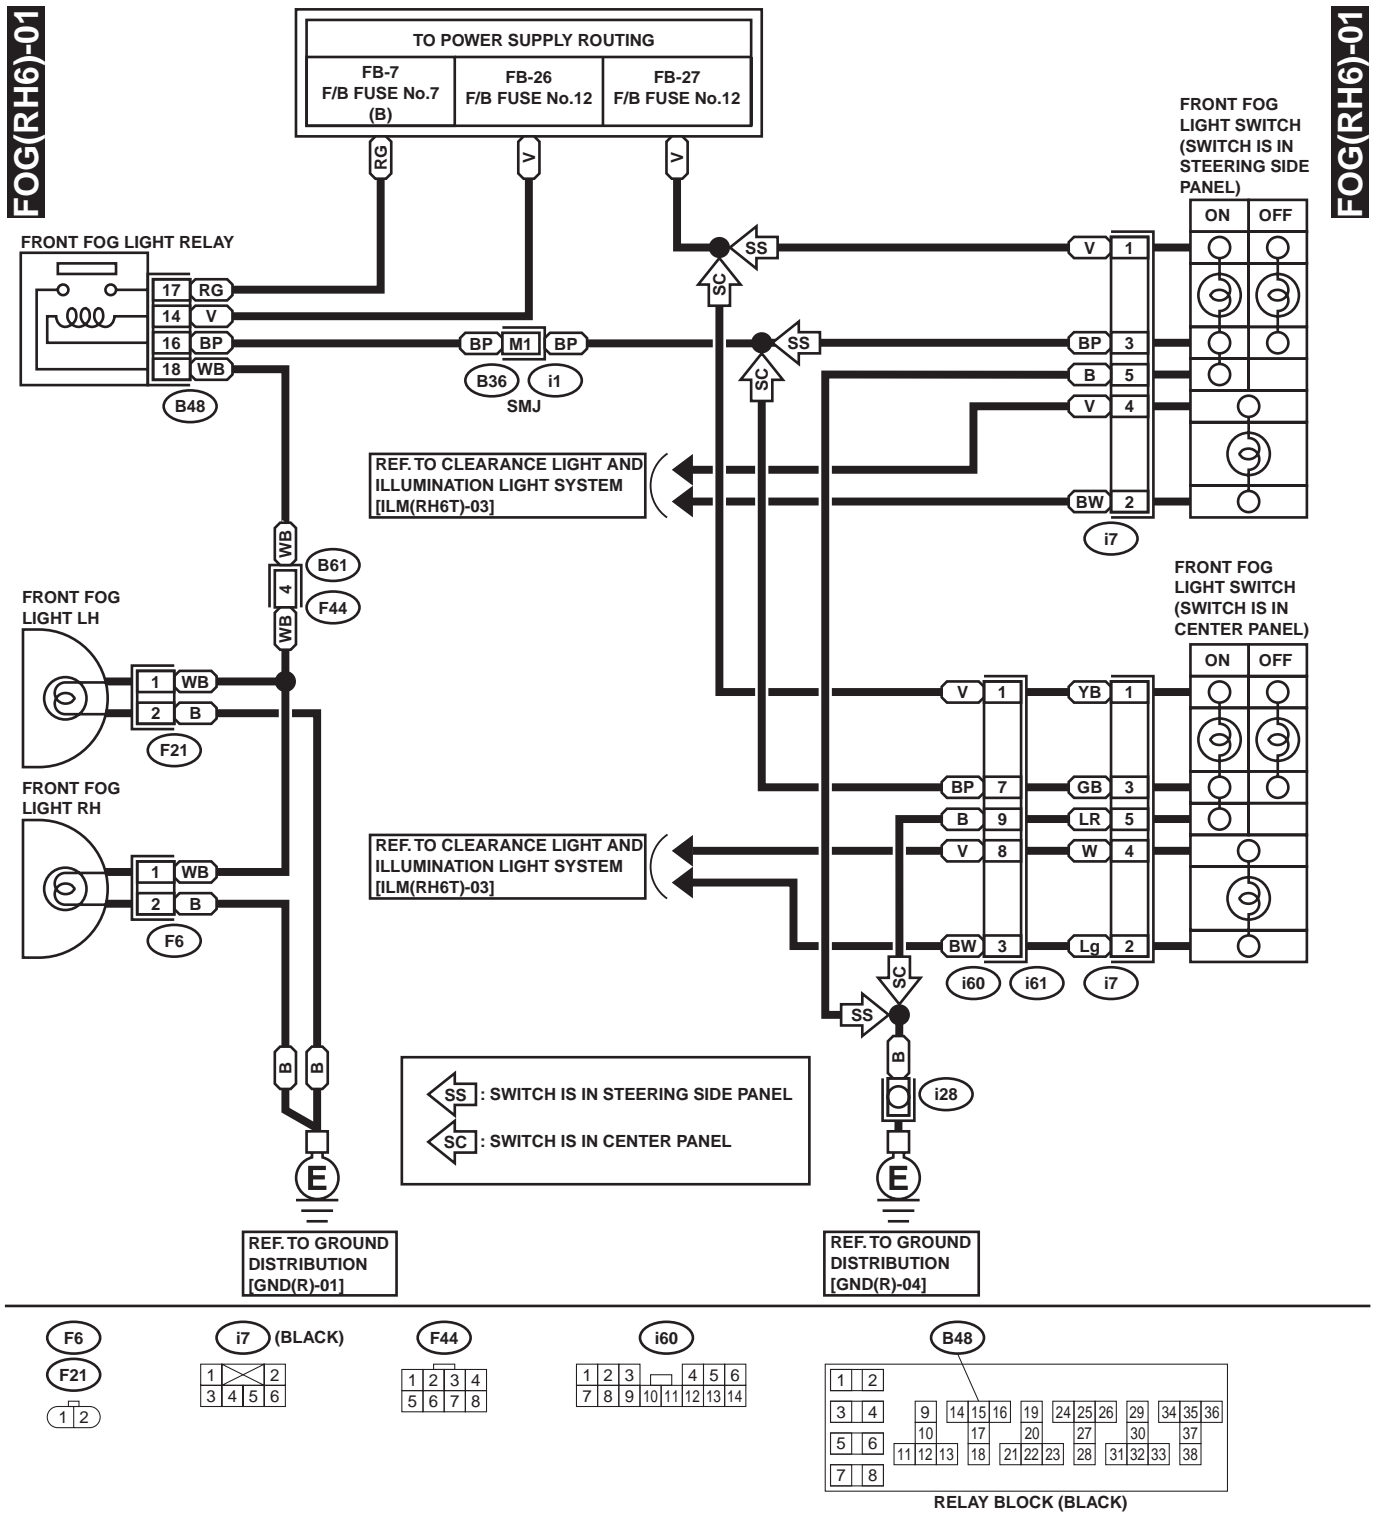 FOG(RH6)-01
FOG(RH6)-01
TO POWER SUPPLY ROUTING
FB-7
F/B FUSE No.7
(B)
FB-26
F/B FUSE No.12
FB-27
F/B FUSE No.12
RG
V
V
FRONT FOG
LIGHT SWITCH
(SWITCH IS IN
STEERING SIDE
PANEL)
ON
OFF
FRONT FOG LIGHT RELAY
17 RG
14 V
16 BP
18 WB
B48
BP M1 BP
B36
i1
SMJ
SS
SC
SS
SC
V 1
BP 3
B 5
V 4
BW 2
i7
REF. TO CLEARANCE LIGHT AND
ILLUMINATION LIGHT SYSTEM
[ILM(RH6T)-03]
WB
4
WB
B61
F44
FRONT FOG
LIGHT LH
1 WB
2 B
F21
FRONT FOG
LIGHT RH
1 WB
2 B
F6
FRONT FOG
LIGHT SWITCH
(SWITCH IS IN
CENTER PANEL)
ON
OFF
V 1 YB 1
BP 7 GB 3
B 9 LR 5
V 8 W 4
BW 3 Lg 2
i60
i61
i7
REF. TO CLEARANCE LIGHT AND
ILLUMINATION LIGHT SYSTEM
[ILM(RH6T)-03]
SC
SS
B
i28
B
B
SS : SWITCH IS IN STEERING SIDE PANEL
SC : SWITCH IS IN CENTER PANEL
E
E
REF. TO GROUND
DISTRIBUTION
[GND(R)-01]
REF. TO GROUND
DISTRIBUTION
[GND(R)-04]
F6
F21
1 2
i7 (BLACK)
1 2
3 4 5 6
F44
1 2 3 4
5 6 7 8
i60
1 2 3 4 5 6
7 8 9 10 11 12 13 14
B48
1 2
3 4 9 14 15 16 19 24 25 26 29 34 35 36
10 17 20 27 30 37
5 6 11 12 13 18 21 22 23 28 31 32 33 38
7 8
RELAY BLOCK (BLACK)